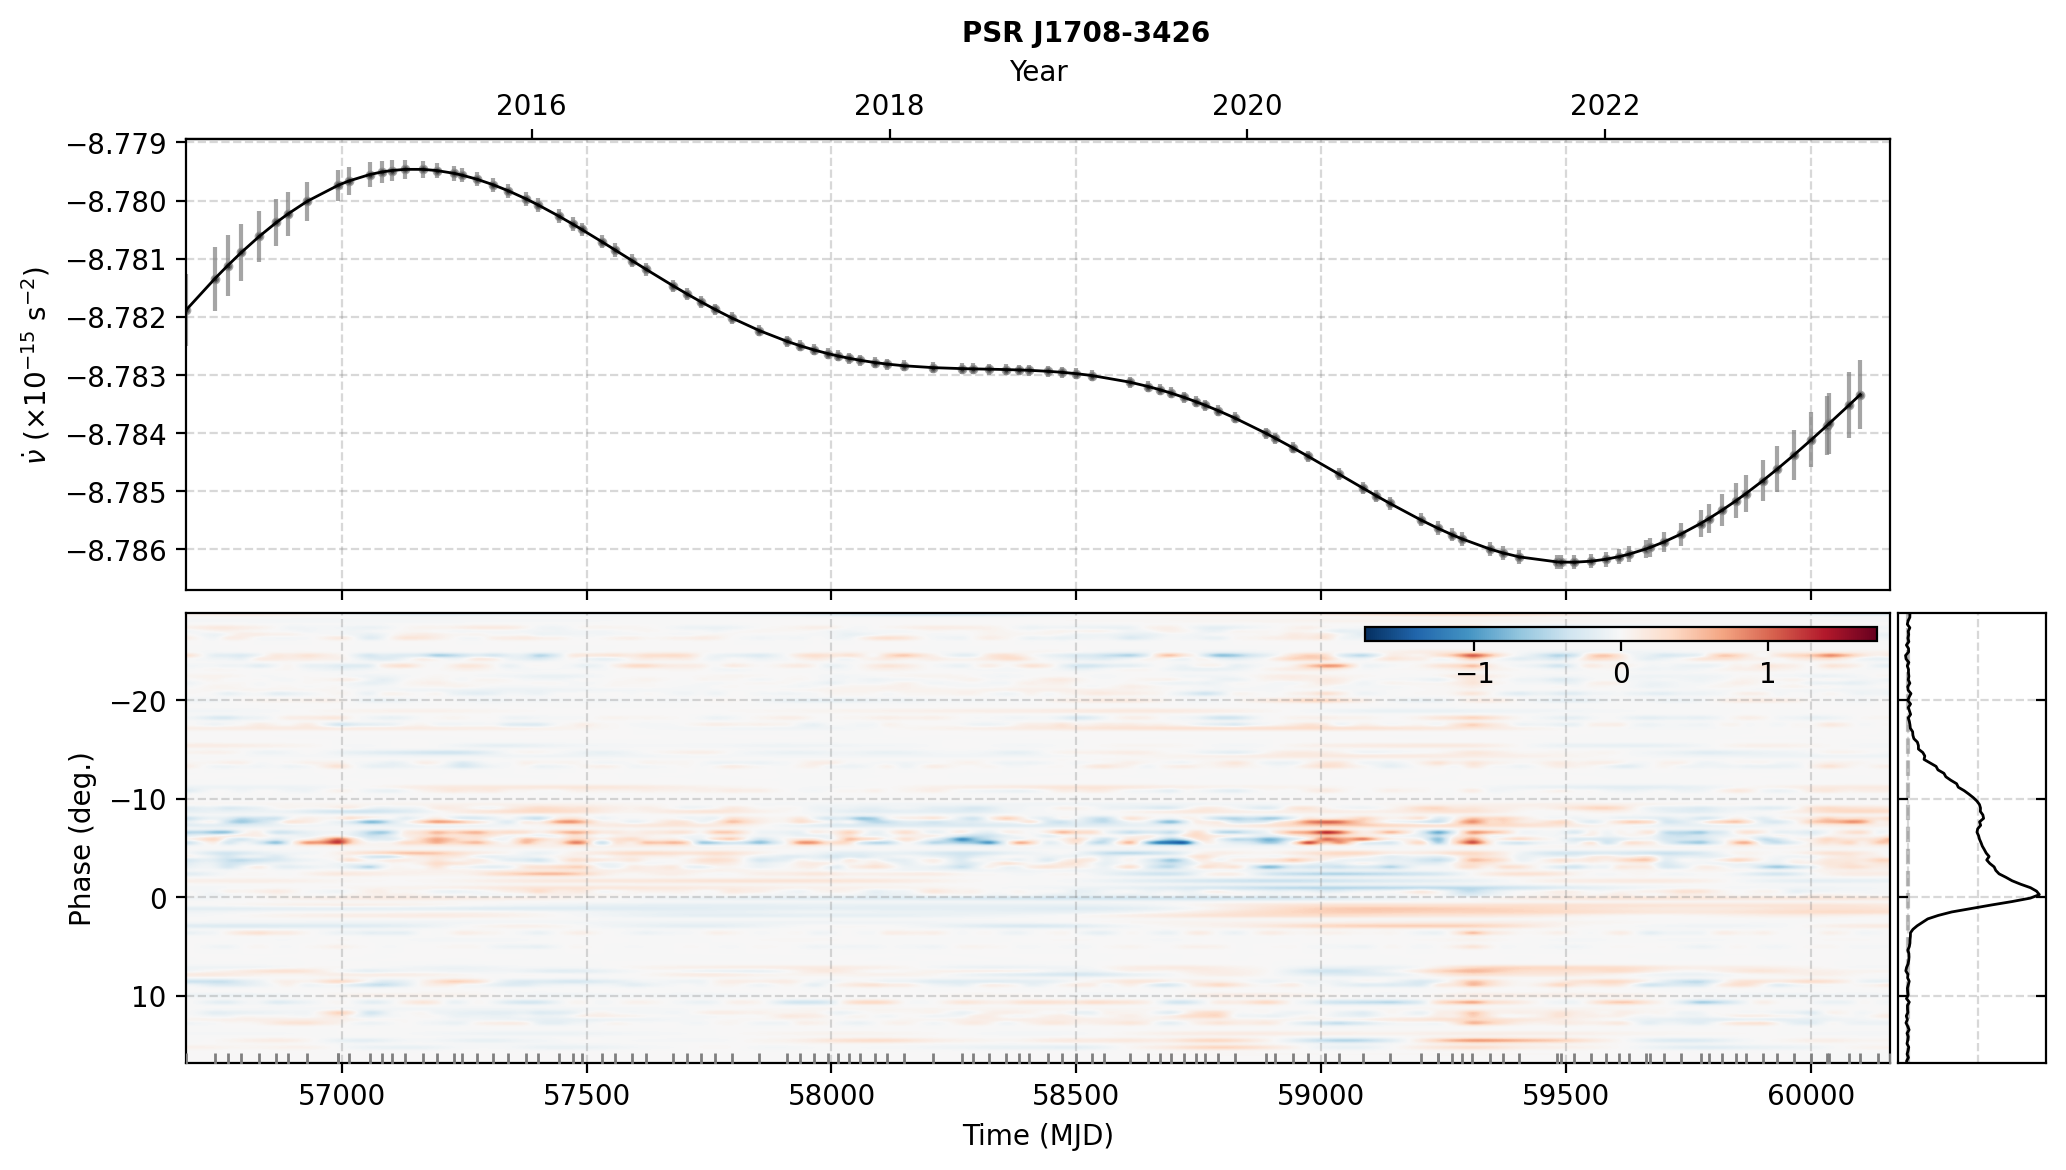 PSR J1708-3426
Year
2016 2018 2020 2022
−8.779
−8.780
−8.781
−8.782
−8.783
−8.784
−8.785
−8.786
ν̇ (×10⁻¹⁵ s⁻²)
−1 0 1
−20
−10
0
10
Phase (deg.)
57000 57500 58000 58500 59000 59500 60000
Time (MJD)